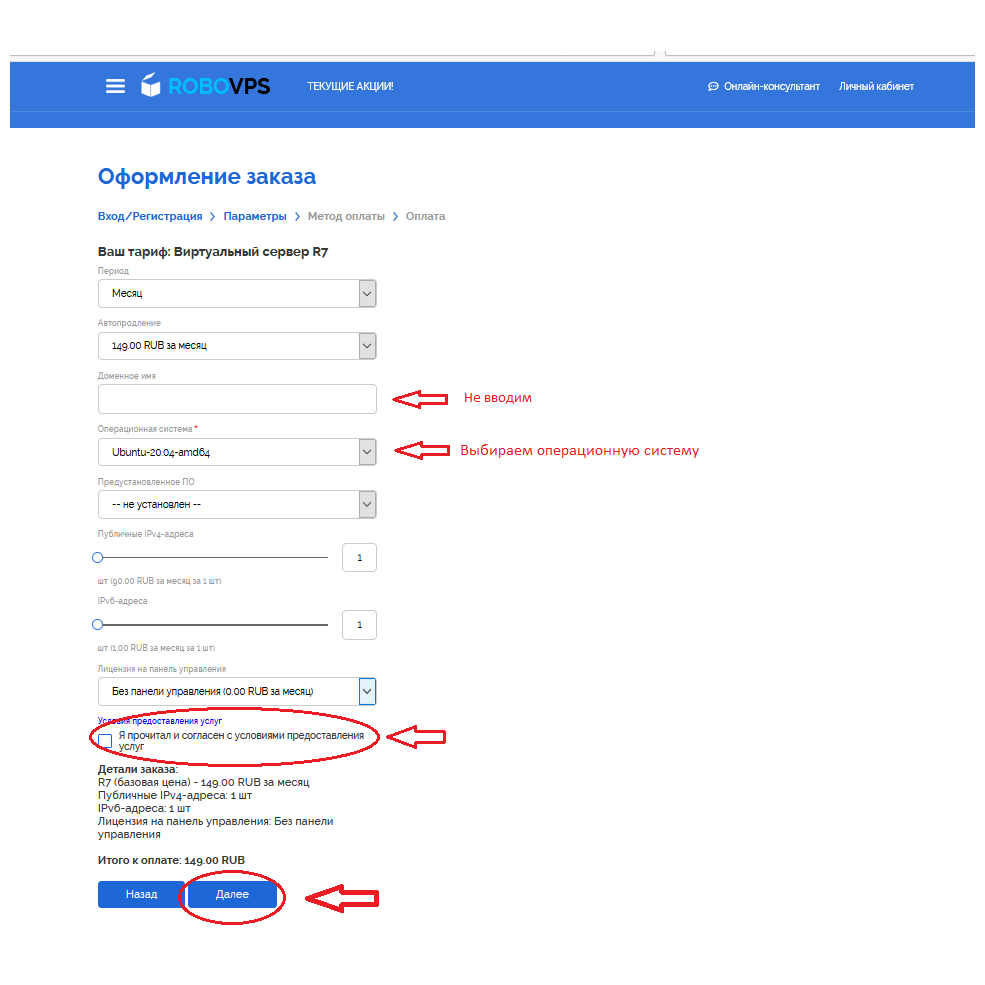 ROBOVPS
ТЕКУЩИЕ АКЦИИ!
Онлайн-консультант
Личный кабинет
Оформление заказа
Вход/Регистрация > Параметры > Метод оплаты > Оплата
Ваш тариф: Виртуальный сервер R7
Период
Месяц
Автопродление
149.00 RUB за месяц
Доменное имя
Не вводим
Операционная система *
Ubuntu-20.04-amd64
Выбираем операционную систему
Предустановленное ПО
-- не установлен --
Публичные IPv4-адреса
1
шт (90.00 RUB за месяц за 1 шт)
IPv6-адреса
1
шт (1.00 RUB за месяц за 1 шт)
Лицензия на панель управления
Без панели управления (0.00 RUB за месяц)
Условия предоставления услуг
Я прочитал и согласен с условиями предоставления
услуг
Детали заказа:
R7 (базовая цена) - 149.00 RUB за месяц
Публичные IPv4-адреса: 1 шт
IPv6-адреса: 1 шт
Лицензия на панель управления: Без панели
управления
Итого к оплате: 149.00 RUB
Назад
Далее